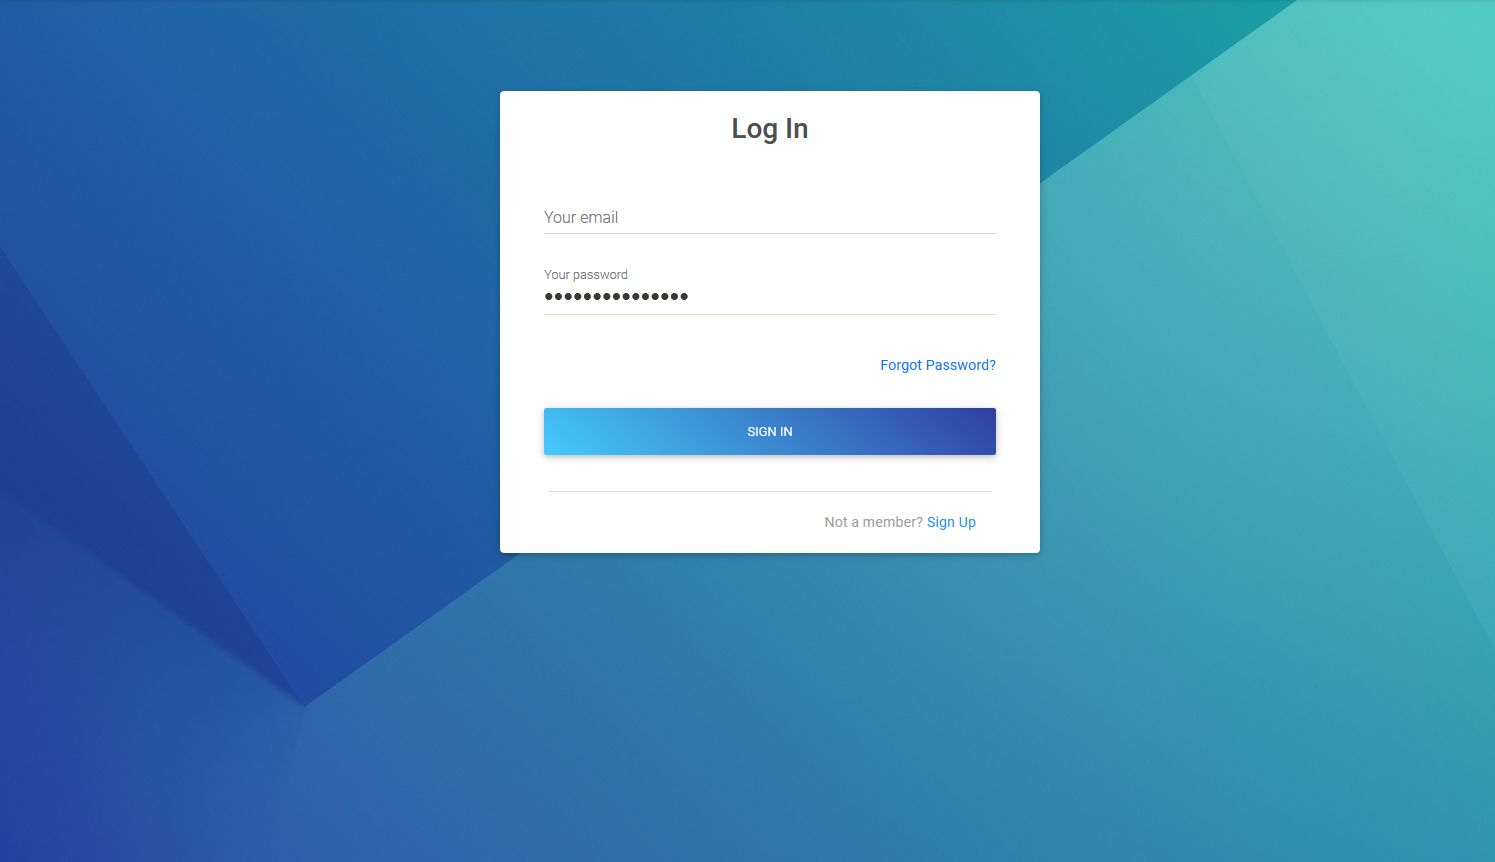 Log In
Your email
Your password
●●●●●●●●●●●●●●●
Forgot Password?
SIGN IN
Not a member? Sign Up